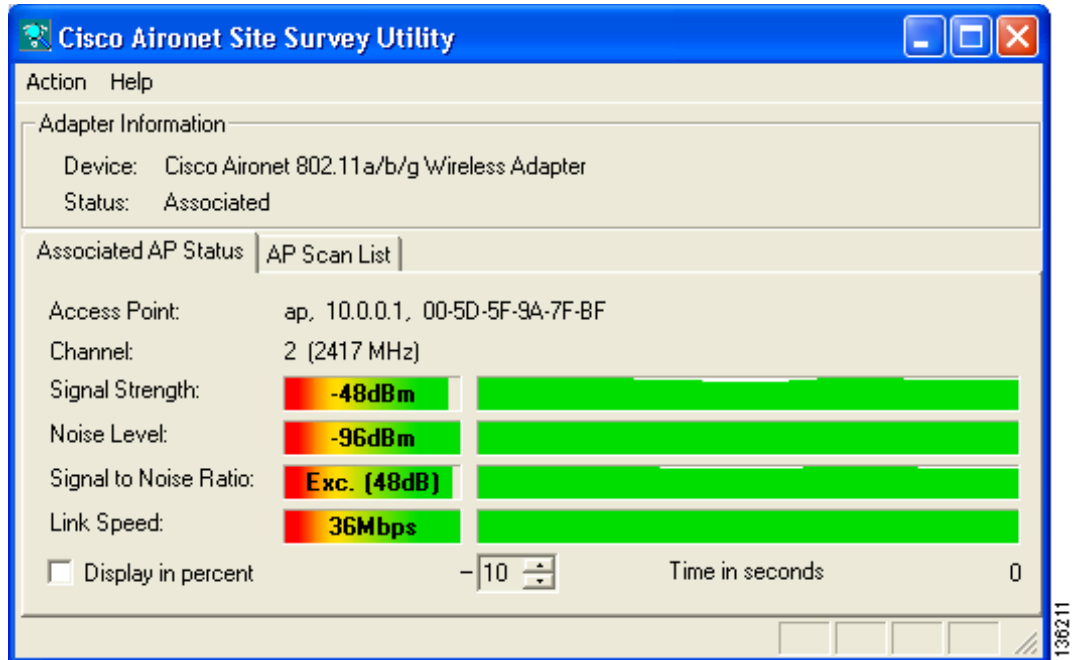 Cisco Aironet Site Survey Utility
Action Help
Adapter Information
Device: Cisco Aironet 802.11a/b/g Wireless Adapter
Status: Associated
Associated AP Status AP Scan List
Access Point: ap, 10.0.0.1, 00-5D-5F-9A-7F-BF
Channel: 2 (2417 MHz)
Signal Strength: -48dBm
Noise Level: -96dBm
Signal to Noise Ratio: Exc. (48dB)
Link Speed: 36Mbps
Display in percent -10 Time in seconds 0
136211